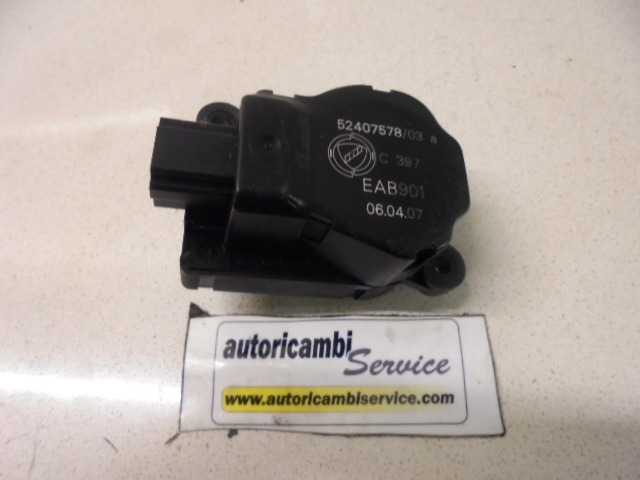 52407578/03 a
C 397
EAB901
06.04.07
autoricambi Service
www.autoricambiservice.com